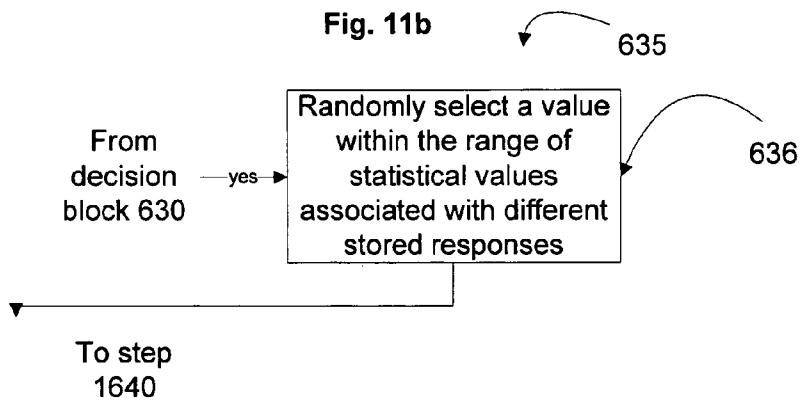 Fig. 11b
635
Randomly select a value
within the range of
statistical values
associated with different
stored responses
636
From
decision
block 630
yes
To step
1640